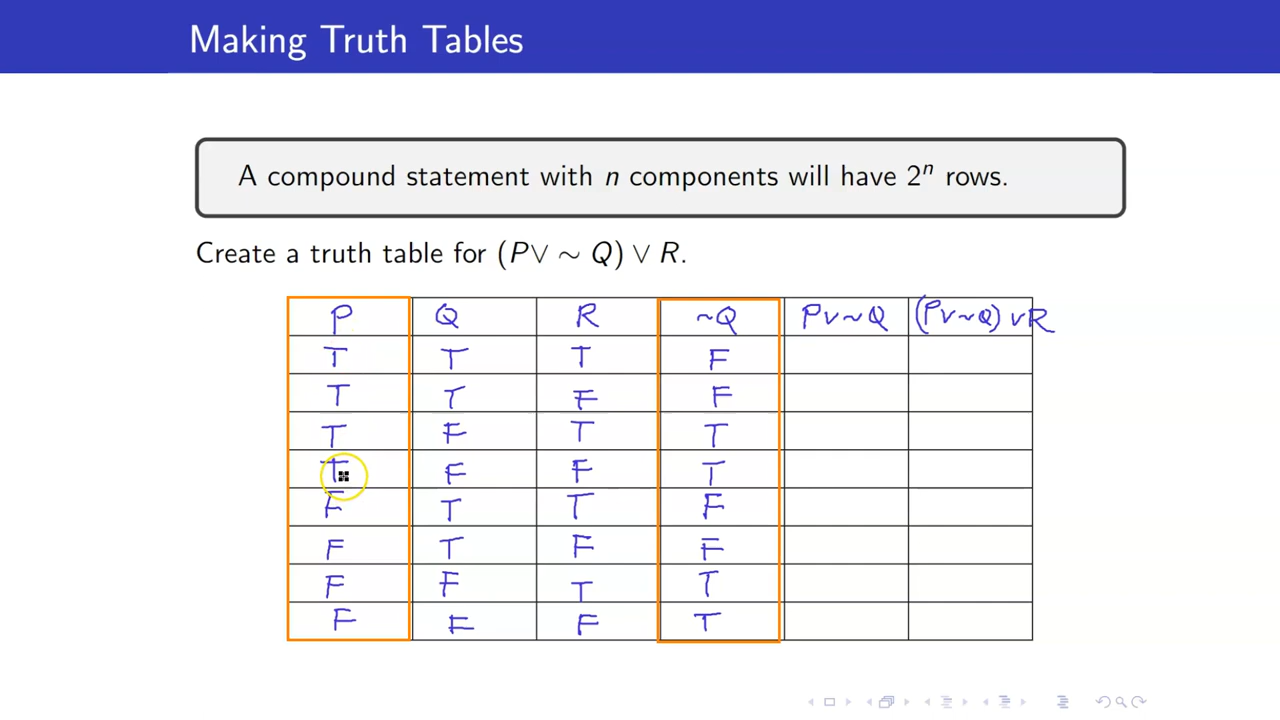 Making Truth Tables
A compound statement with n components will have 2ⁿ rows.
Create a truth table for (P∨ ∼ Q) ∨ R.
P Q R ~Q P∨~Q (P∨~Q)∨R
T T T F
T T F F
T F T T
T F F T
F T T F
F T F F
F F T T
F F F T